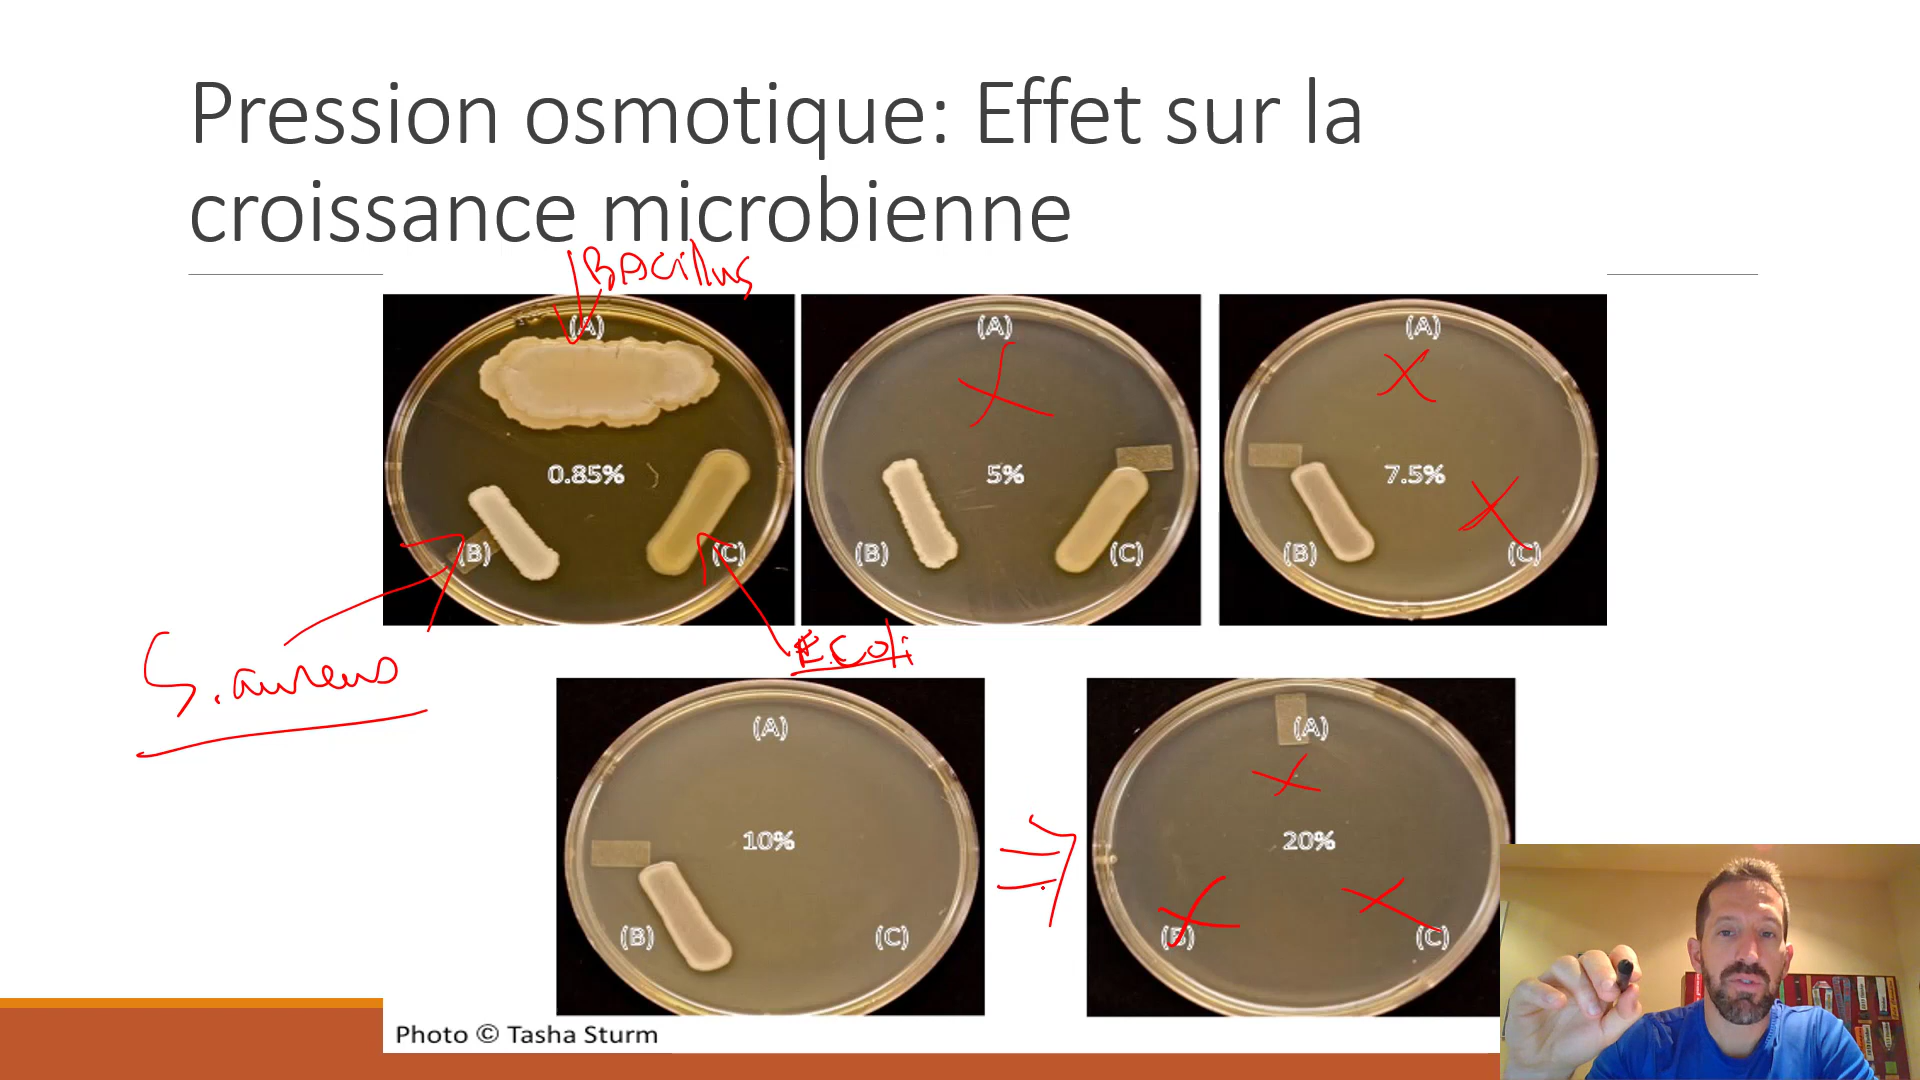 Pression osmotique: Effet sur la
croissance microbienne
Bacillus
(A)
0.85%
(B)
(C)
(A)
5%
(B)
(C)
(A)
7.5%
(B)
(C)
S. aureus
E. Coli
(A)
10%
(B)
(C)
(A)
20%
(B)
(C)
Photo © Tasha Sturm